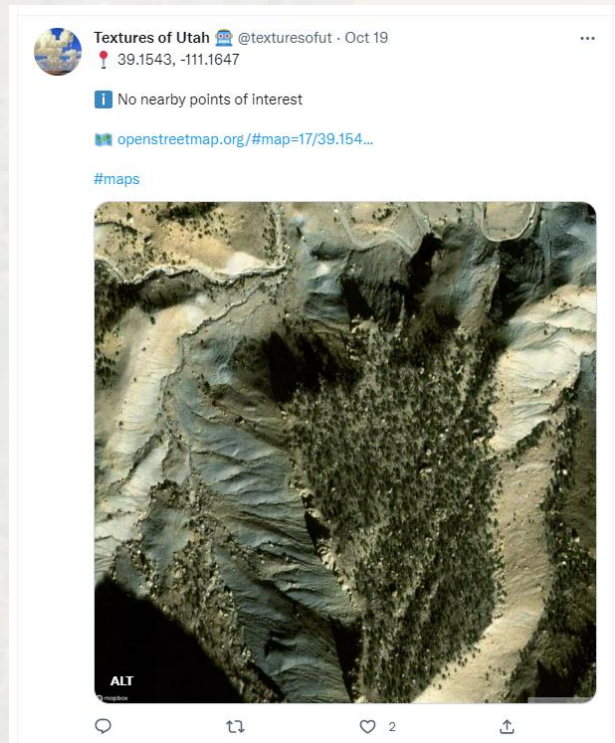 Textures of Utah @texturesofut · Oct 19
39.1543, -111.1647
No nearby points of interest
openstreetmap.org/#map=17/39.154...
#maps
ALT
mapbox
2